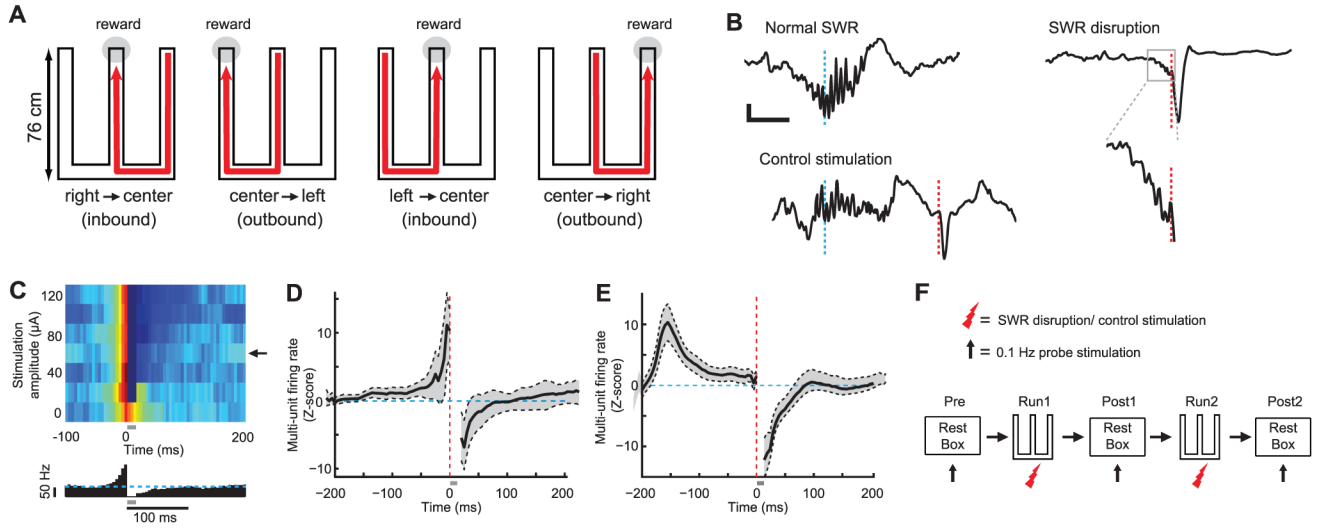 A
reward
reward
reward
reward
76 cm
right → center
(inbound)
center → left
(outbound)
left → center
(inbound)
center → right
(outbound)
B
Normal SWR
SWR disruption
Control stimulation
C
Stimulation
amplitude (µA)
120
80
40
0
-100
0
200
Time (ms)
50 Hz
100 ms
D
Multi-unit firing rate
(Z-score)
10
0
−10
−200
−100
0
100
200
Time (ms)
E
Multi-unit firing rate
(Z-score)
10
0
−10
−200
−100
0
100
200
Time (ms)
F
= SWR disruption/ control stimulation
= 0.1 Hz probe stimulation
Pre
Run1
Post1
Run2
Post2
Rest
Box
Rest
Box
Rest
Box